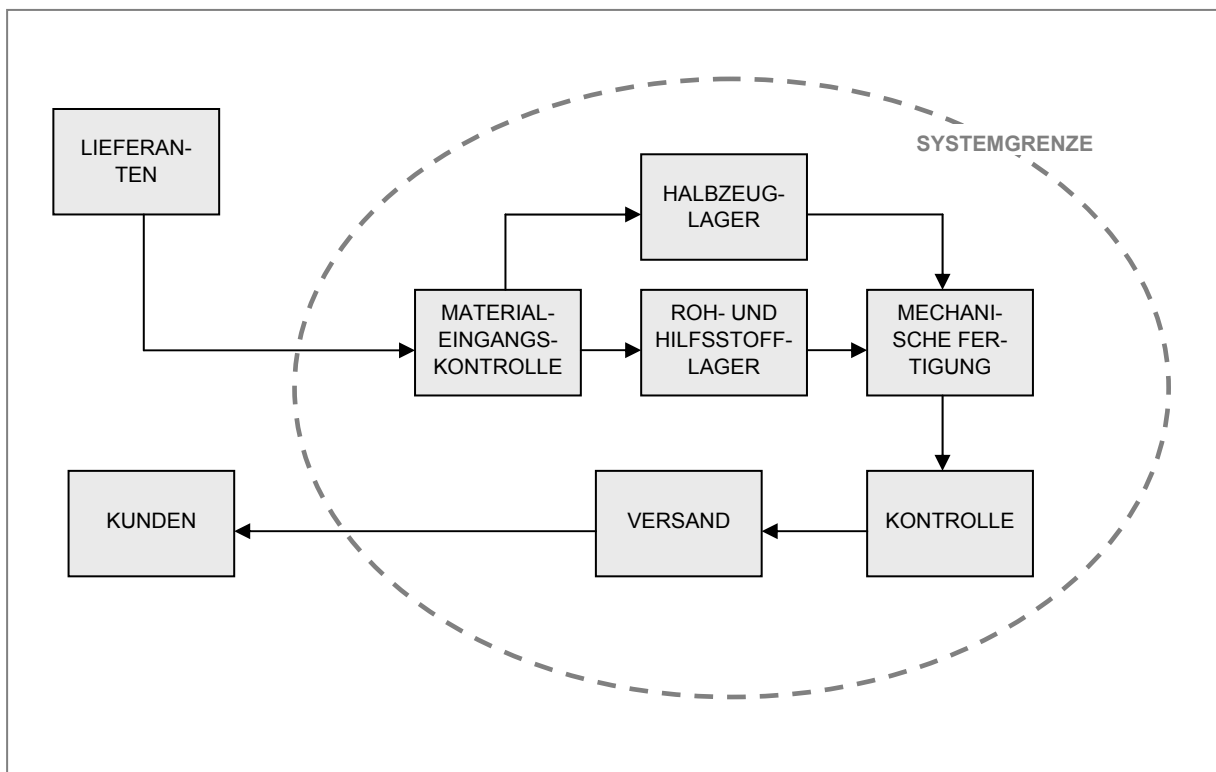 LIEFERAN-
TEN
SYSTEMGRENZE
HALBZEUG-
LAGER
MATERIAL-
EINGANGS-
KONTROLLE
ROH- UND
HILFSSTOFF-
LAGER
MECHANI-
SCHE FER-
TIGUNG
KUNDEN
VERSAND
KONTROLLE